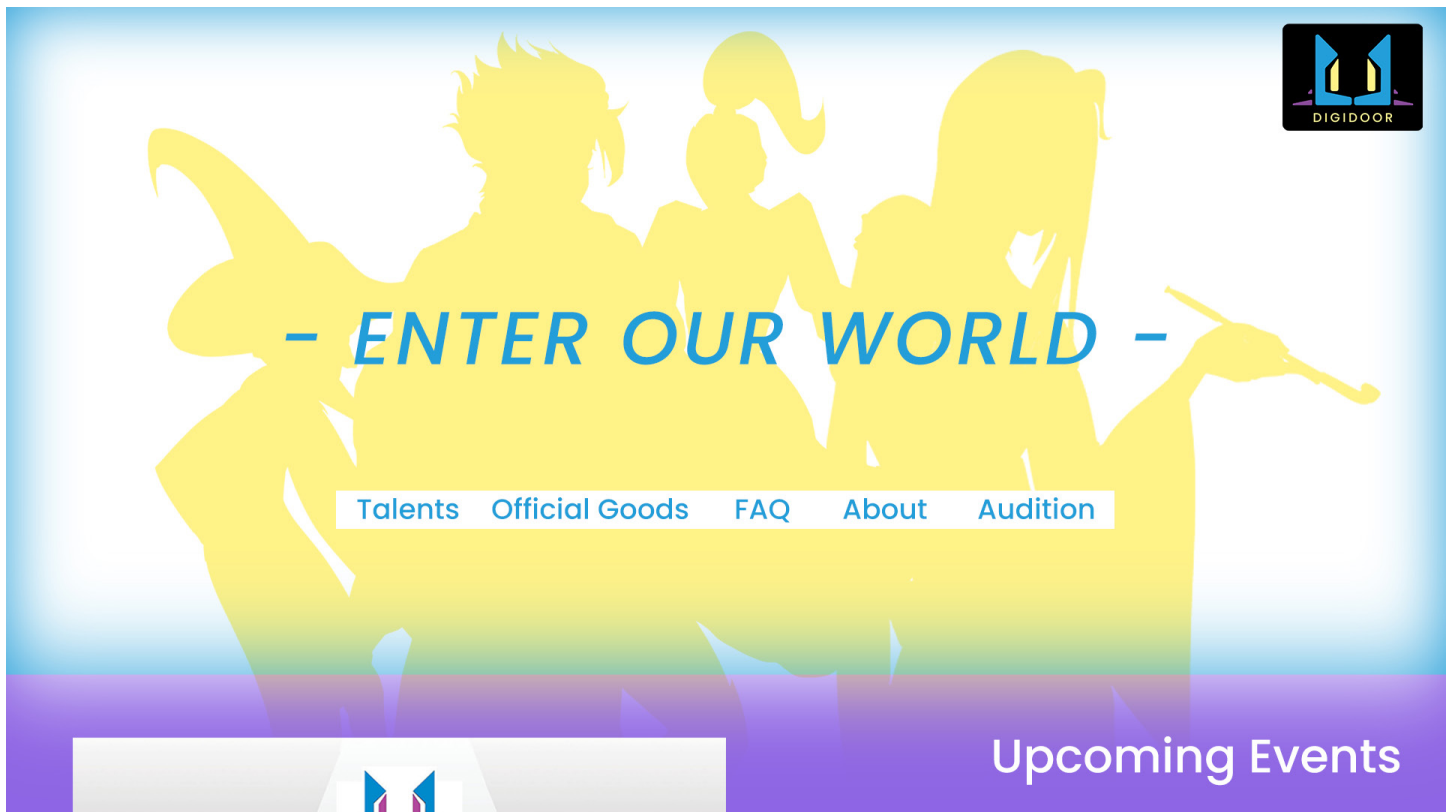 DIGIDOOR
- ENTER OUR WORLD -
Talents Official Goods FAQ About Audition
Upcoming Events